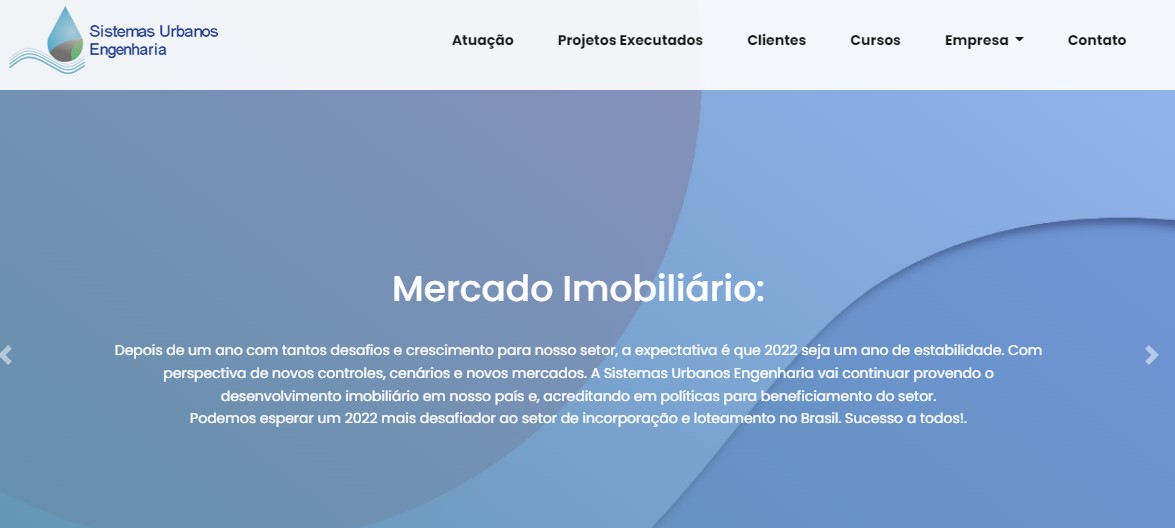 Sistemas Urbanos
Engenharia
Atuação
Projetos Executados
Clientes
Cursos
Empresa
Contato
Mercado Imobiliário:
Depois de um ano com tantos desafios e crescimento para nosso setor, a expectativa é que 2022 seja um ano de estabilidade. Com
perspectiva de novos controles, cenários e novos mercados. A Sistemas Urbanos Engenharia vai continuar provendo o
desenvolvimento imobiliário em nosso país e, acreditando em políticas para beneficiamento do setor.
Podemos esperar um 2022 mais desafiador ao setor de incorporação e loteamento no Brasil. Sucesso a todos!.